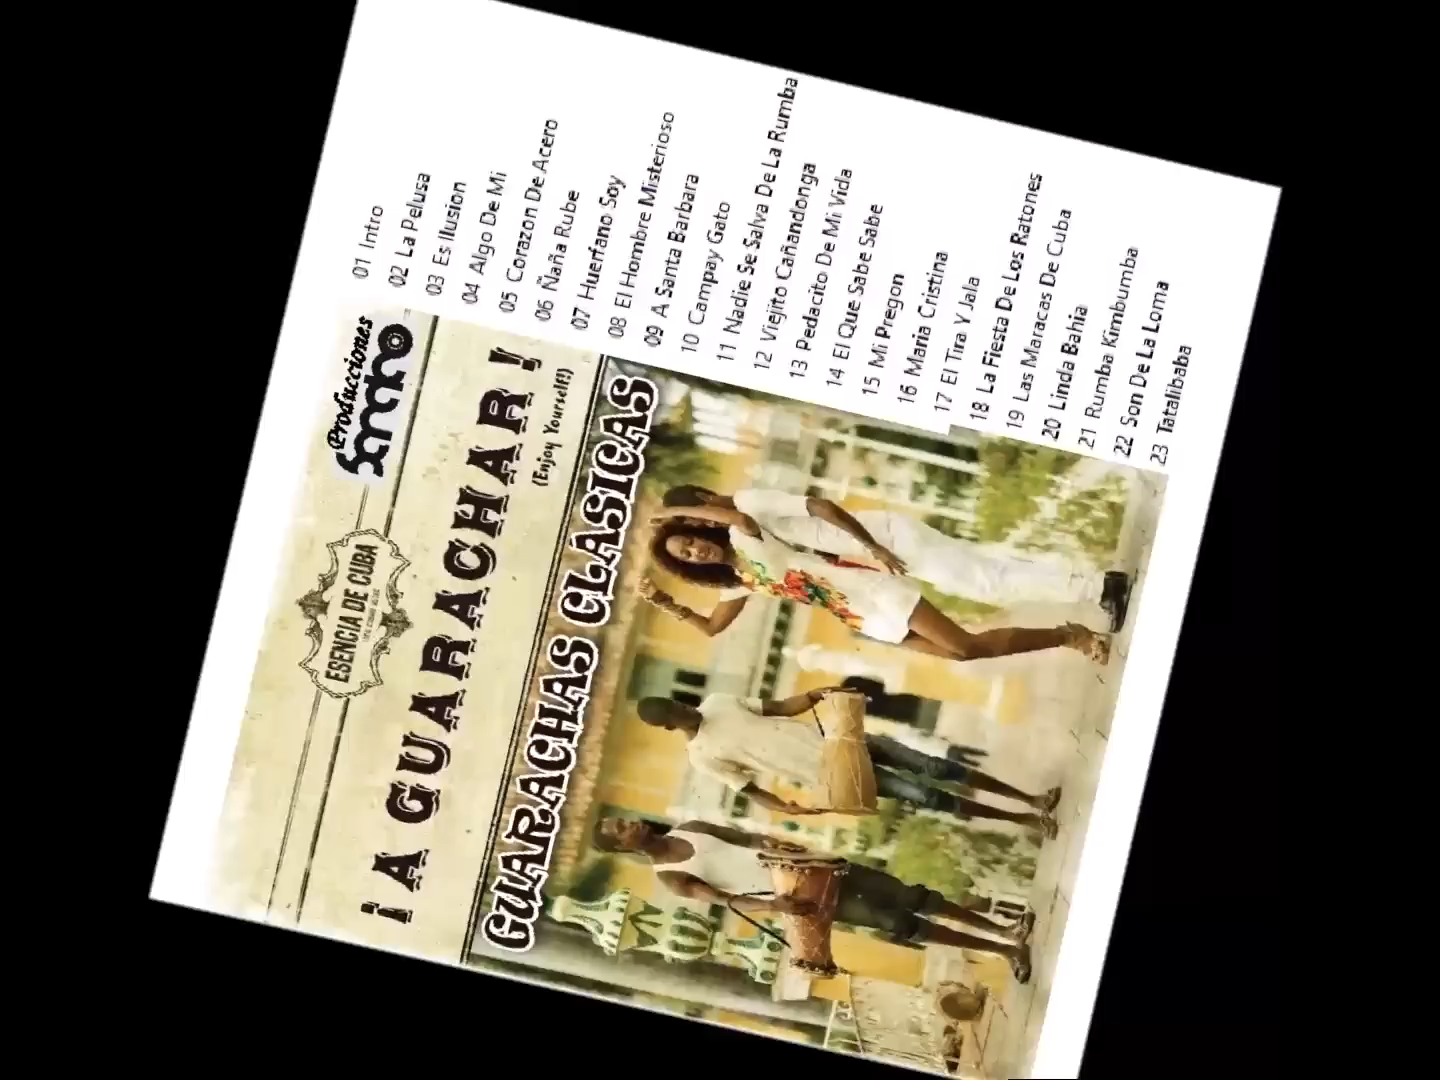 Producciones
ESENCIA DE CUBA
¡A GUARACHAR!
(Enjoy Yourself!)
GUARACHAS CLASICAS
01 Intro
02 La Pelusa
03 Es Ilusion
04 Algo De Mi
05 Corazon De Acero
06 Ñaña Rube
07 Huerfano Soy
08 El Hombre Misterioso
09 A Santa Barbara
10 Campay Gato
11 Nadie Se Salva De La Rumba
12 Viejito Cañandonga
13 Pedacito De Mi Vida
14 El Que Sabe Sabe
15 Mi Pregon
16 Maria Cristina
17 El Tira Y Jala
18 La Fiesta De Los Ratones
19 Las Maracas De Cuba
20 Linda Bahia
21 Rumba Kimbumba
22 Son De La Loma
23 Tatalibaba